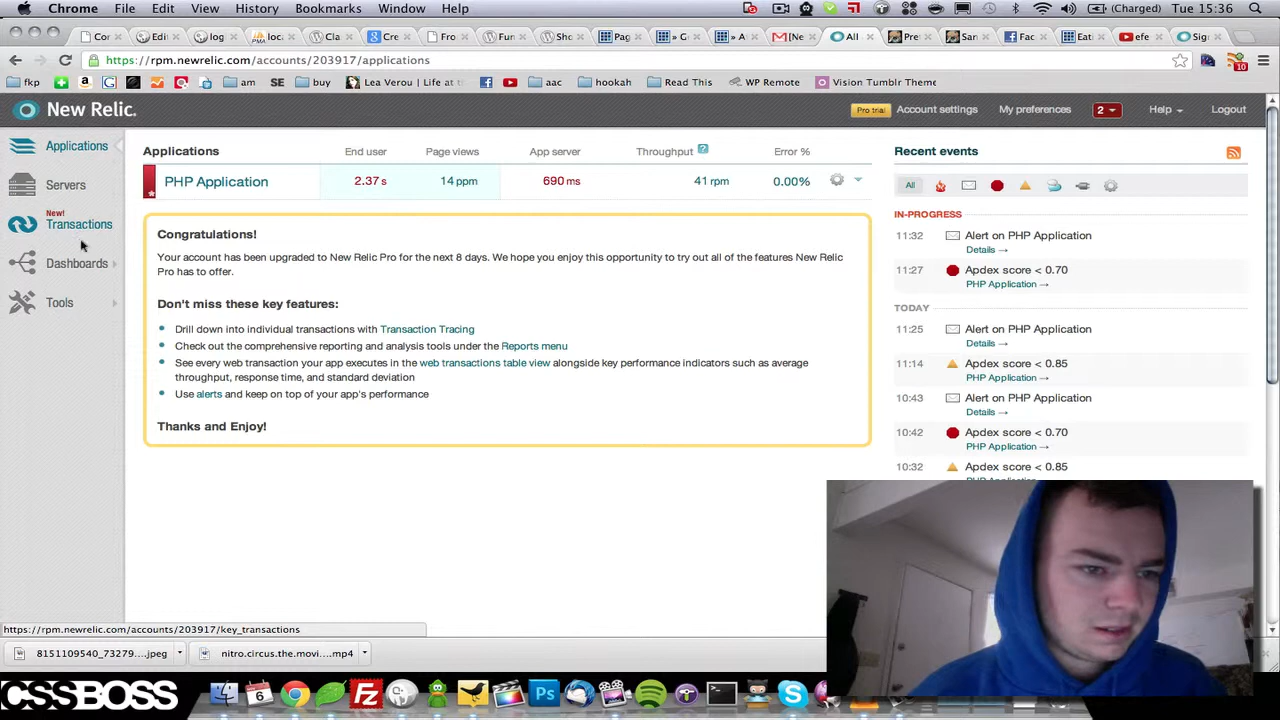 Chrome File Edit View History Bookmarks Window Help (Charged) Tue 15:36
https://rpm.newrelic.com/accounts/203917/applications
fkp am SE buy Lea Verou | Life at aac hookah Read This WP Remote Vision Tumblr Theme
New Relic. Pro trial Account settings My preferences 2 Help Logout
Applications
Servers
New!
Transactions
Dashboards
Tools
Applications End user Page views App server Throughput ? Error %
PHP Application 2.37 s 14 ppm 690 ms 41 rpm 0.00%
Congratulations!
Your account has been upgraded to New Relic Pro for the next 8 days. We hope you enjoy this opportunity to try out all of the features New Relic
Pro has to offer.
Don't miss these key features:
Drill down into individual transactions with Transaction Tracing
Check out the comprehensive reporting and analysis tools under the Reports menu
See every web transaction your app executes in the web transactions table view alongside key performance indicators such as average
throughput, response time, and standard deviation
Use alerts and keep on top of your app's performance
Thanks and Enjoy!
Recent events
All
IN-PROGRESS
11:32 Alert on PHP Application
Details →
11:27 Apdex score < 0.70
PHP Application →
TODAY
11:25 Alert on PHP Application
Details →
11:14 Apdex score < 0.85
PHP Application →
10:43 Alert on PHP Application
Details →
10:42 Apdex score < 0.70
PHP Application →
10:32 Apdex score < 0.85
https://rpm.newrelic.com/accounts/203917/key_transactions
8151109540_73279....jpeg nitro.circus.the.movi....mp4
CSSBOSS